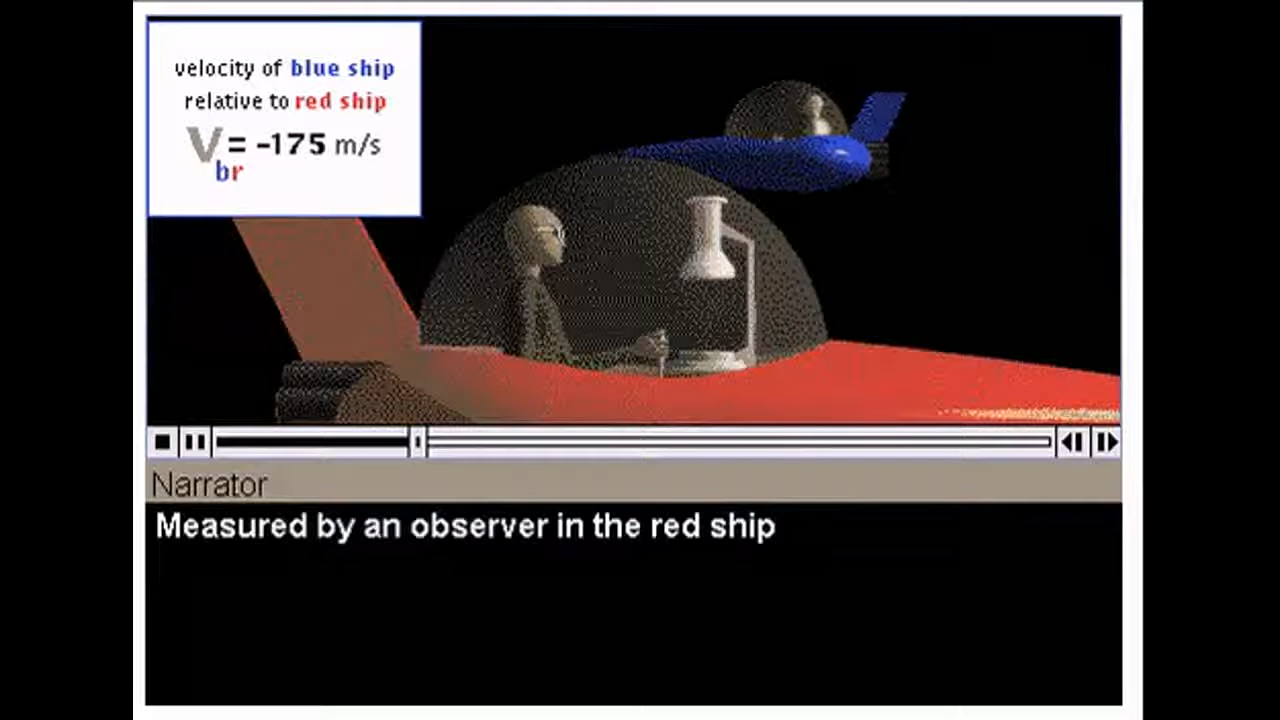 velocity of blue ship
relative to red ship
V = -175 m/s
br
Narrator
Measured by an observer in the red ship